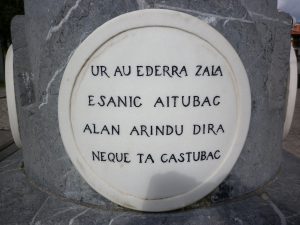 UR AU EDERRA ZALA
ESANIC AITUBAC
ALAN ARINDU DIRA
NEQUE TA CASTUBAC